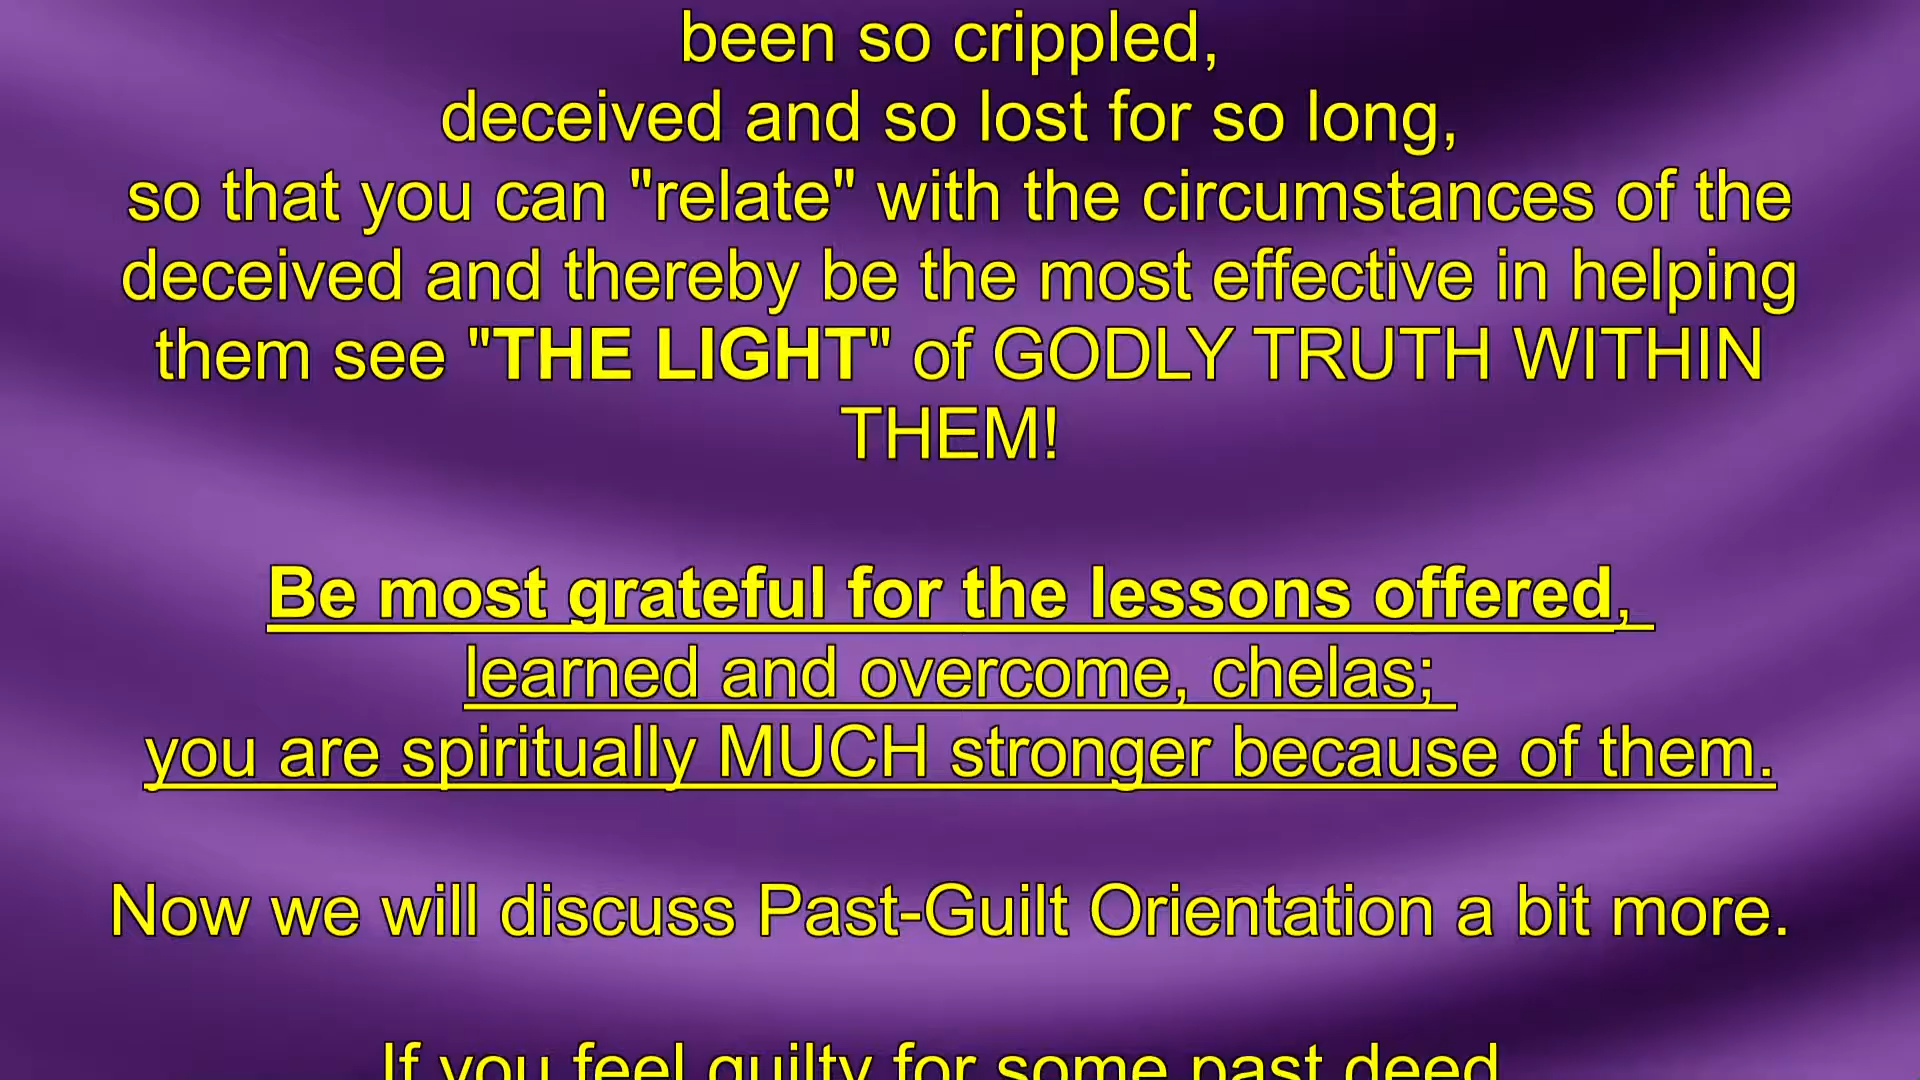 been so crippled,
deceived and so lost for so long,
so that you can "relate" with the circumstances of the
deceived and thereby be the most effective in helping
them see "THE LIGHT" of GODLY TRUTH WITHIN
THEM!
Be most grateful for the lessons offered,
learned and overcome, chelas;
you are spiritually MUCH stronger because of them.
Now we will discuss Past-Guilt Orientation a bit more.
If you feel guilty for some past deed